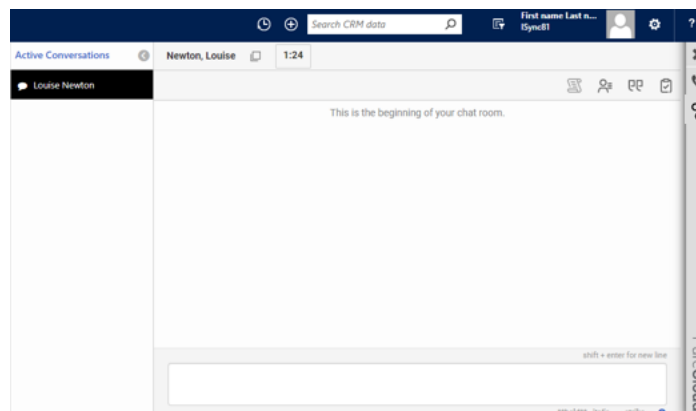 Search CRM data
First name Last n...
ISync81
?
Active Conversations
Newton, Louise
1:24
Louise Newton
This is the beginning of your chat room.
shift + enter for new line